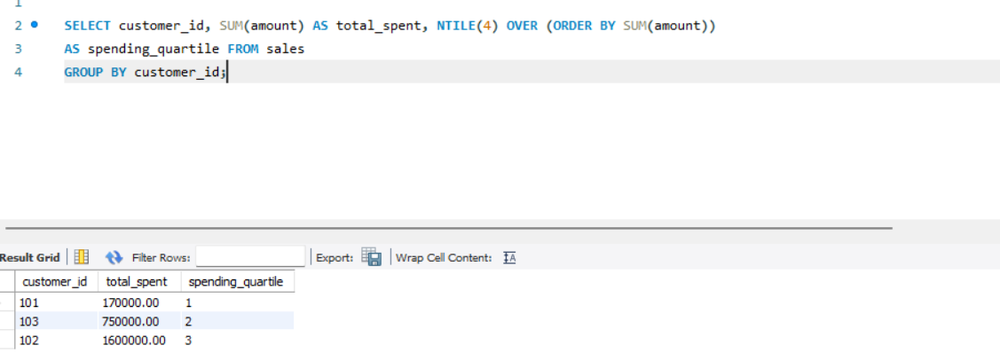 1
2 SELECT customer_id, SUM(amount) AS total_spent, NTILE(4) OVER (ORDER BY SUM(amount))
3 AS spending_quartile FROM sales
4 GROUP BY customer_id;
Result Grid Filter Rows: Export: Wrap Cell Content: IA
customer_id total_spent spending_quartile
101 170000.00 1
103 750000.00 2
102 1600000.00 3